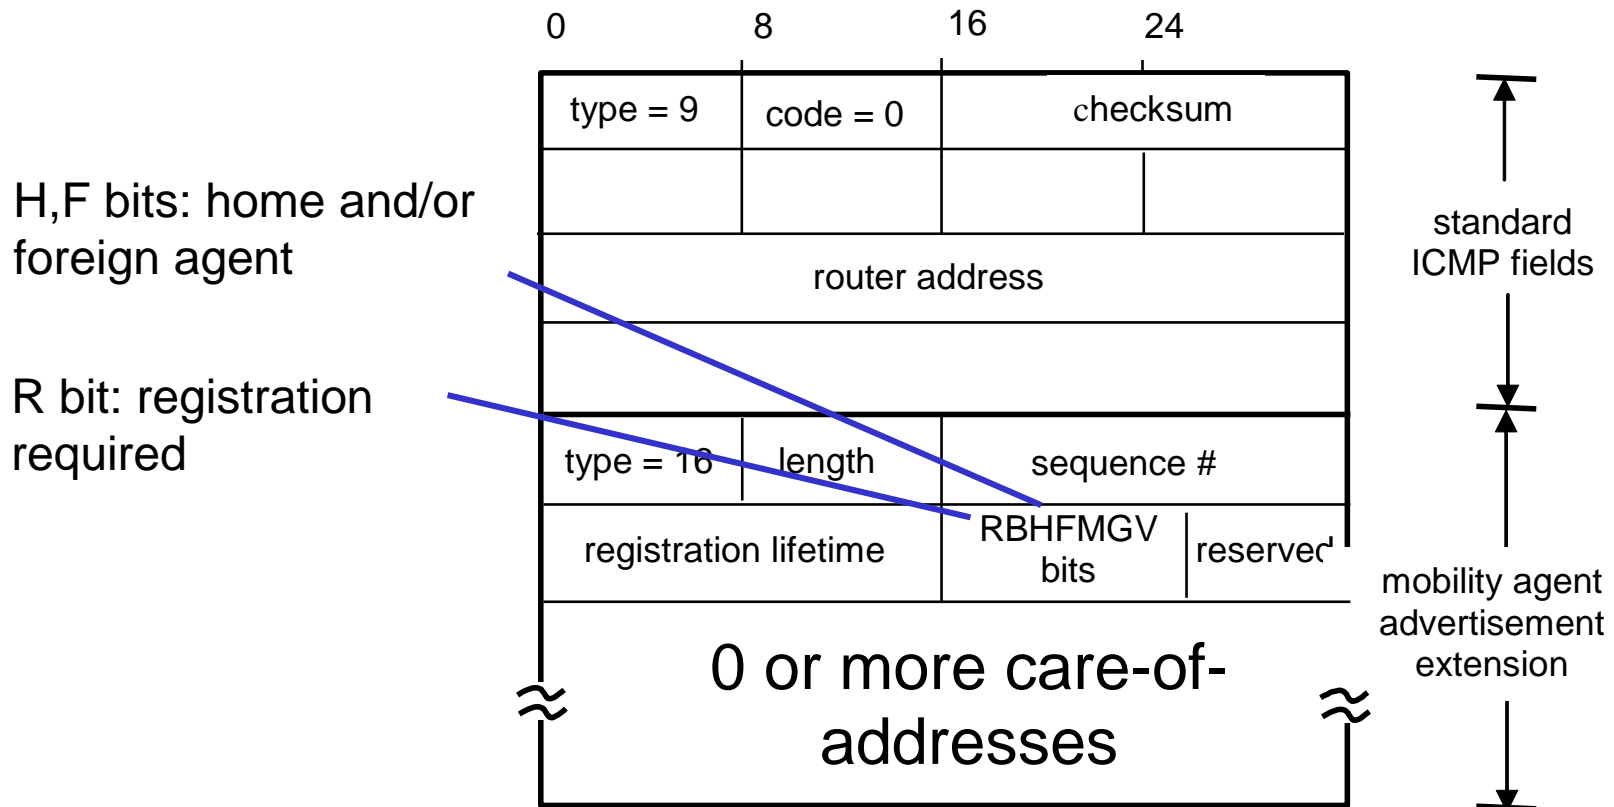 0 8 16 24
type = 9 code = 0 checksum
H,F bits: home and/or
foreign agent
standard
ICMP fields
router address
R bit: registration
required
type = 16 length sequence #
registration lifetime
RBHFMGV
bits
reserved
mobility agent
advertisement
extension
0 or more care-of-
addresses